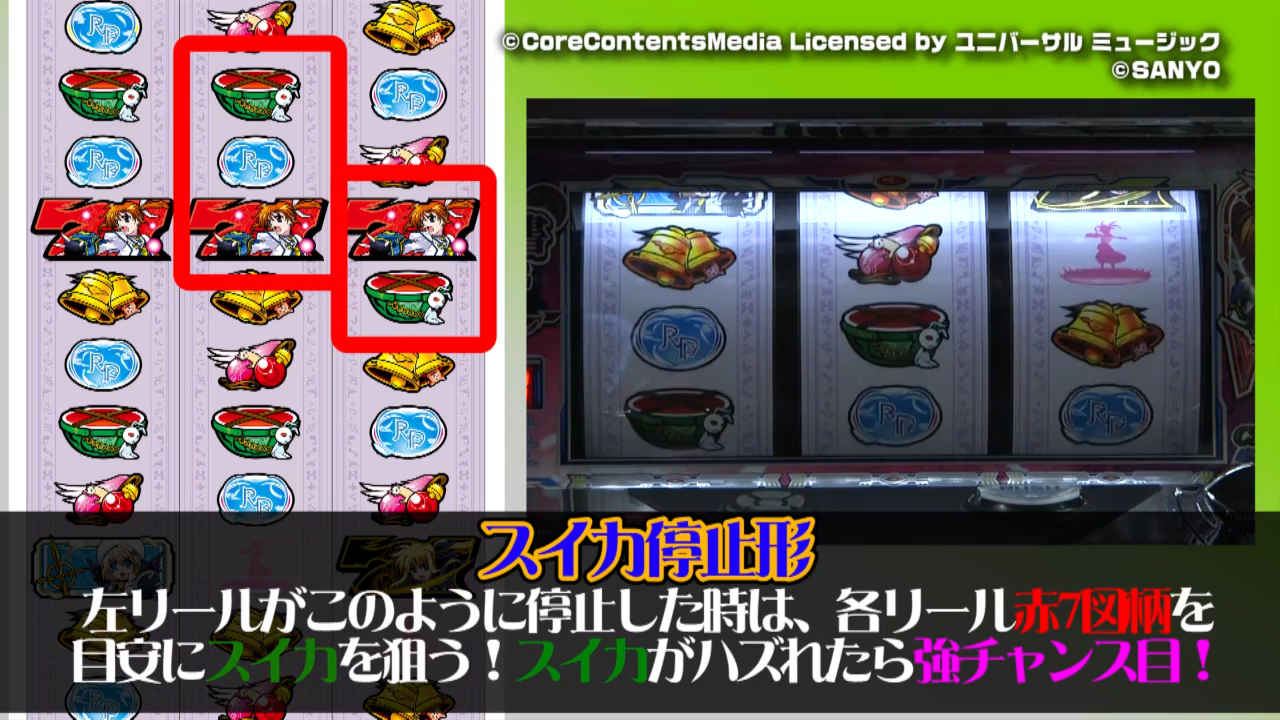 ©CoreContentsMedia Licensed by ユニバーサル ミュージック
©SANYO
スイカ停止形
左リールがこのように停止した時は、各リール赤7図柄を
目安にスイカを狙う！スイカがハズれたら強チャンス目！